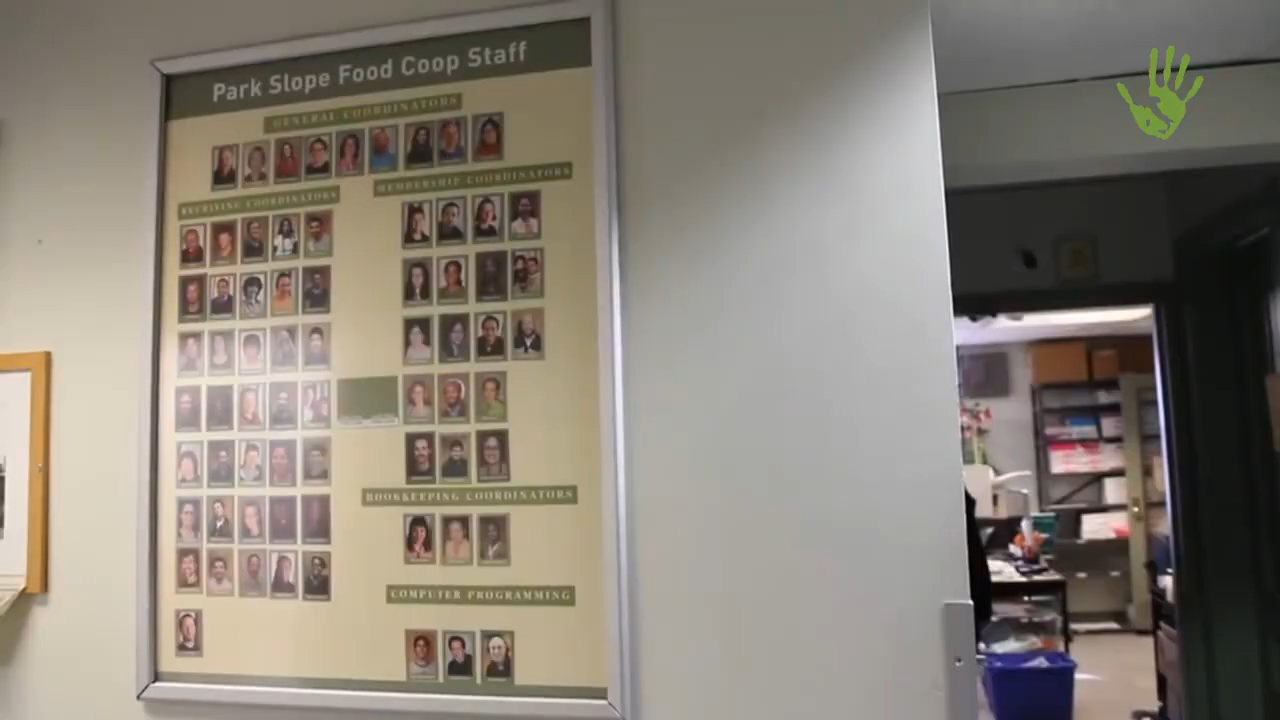 Park Slope Food Coop Staff
GENERAL COORDINATORS
RECEIVING COORDINATORS
MEMBERSHIP COORDINATORS
BOOKKEEPING COORDINATORS
COMPUTER PROGRAMMING